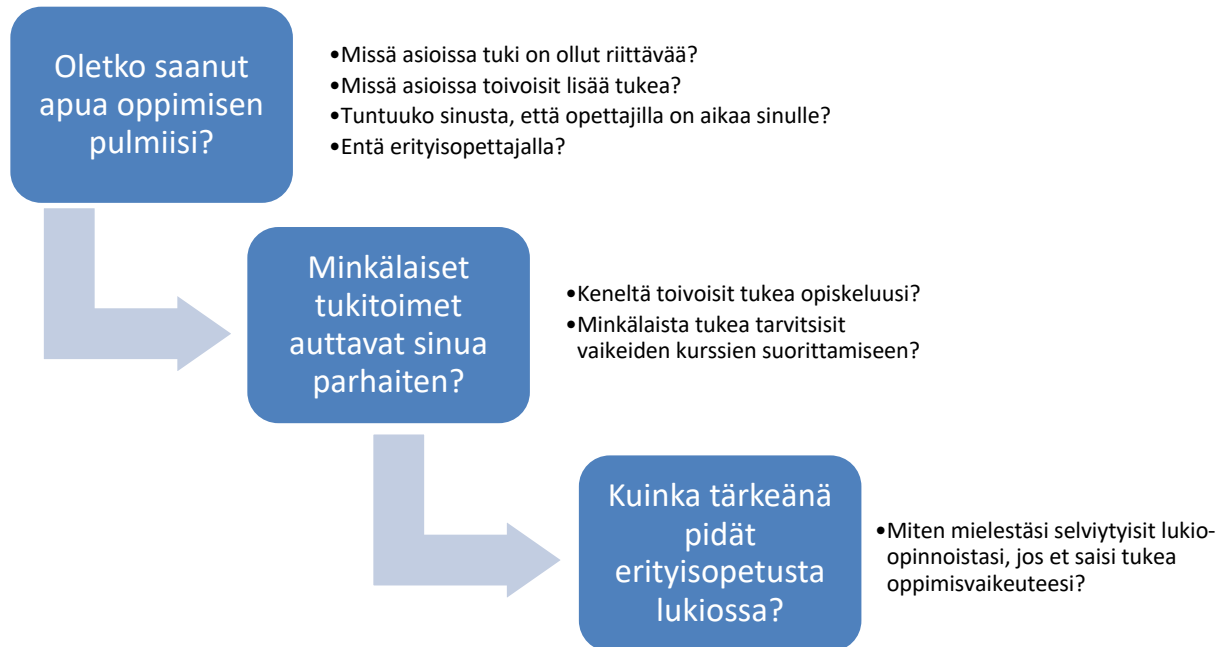 Oletko saanut
apua oppimisen
pulmiisi?
•Missä asioissa tuki on ollut riittävää?
•Missä asioissa toivoisit lisää tukea?
•Tuntuuko sinusta, että opettajilla on aikaa sinulle?
•Entä erityisopettajalla?
Minkälaiset
tukitoimet
auttavat sinua
parhaiten?
•Keneltä toivoisit tukea opiskeluusi?
•Minkälaista tukea tarvitsisit
vaikeiden kurssien suorittamiseen?
Kuinka tärkeänä
pidät
erityisopetusta
lukiossa?
•Miten mielestäsi selviytyisit lukio-
opinnoistasi, jos et saisi tukea
oppimisvaikeuteesi?